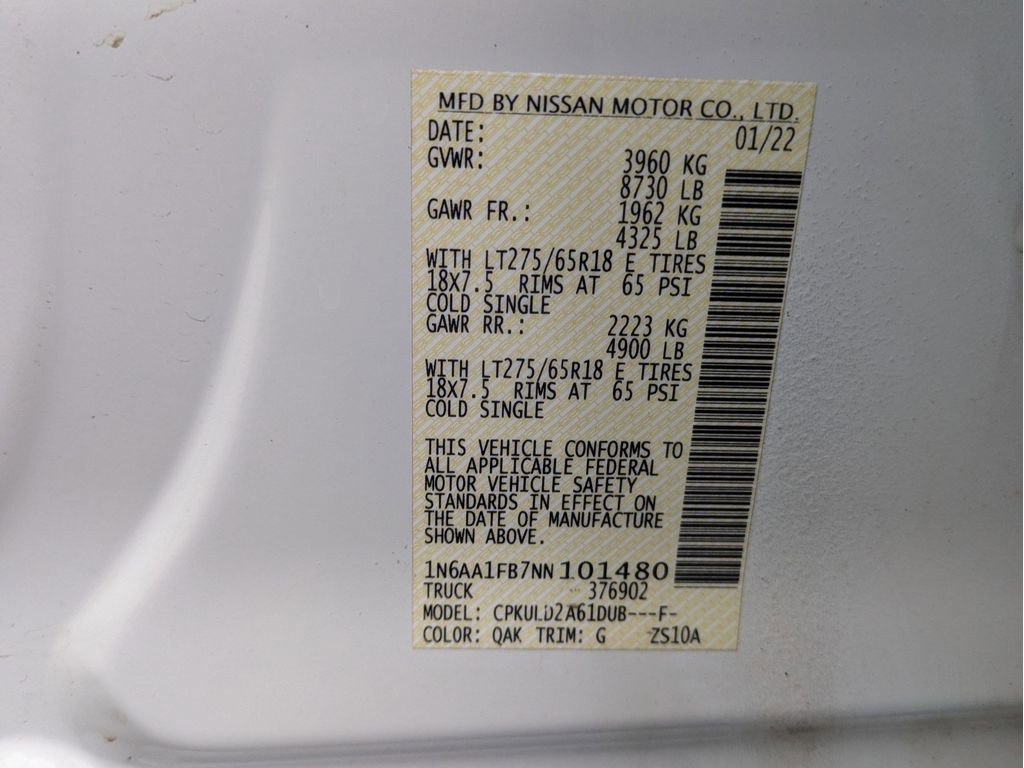 MFD BY NISSAN MOTOR CO., LTD.
DATE: 01/22
GVWR: 3960 KG
8730 LB
GAWR FR.: 1962 KG
4325 LB
WITH LT275/65R18 E TIRES
18X7.5 RIMS AT 65 PSI
COLD SINGLE
GAWR RR.: 2223 KG
4900 LB
WITH LT275/65R18 E TIRES
18X7.5 RIMS AT 65 PSI
COLD SINGLE
THIS VEHICLE CONFORMS TO
ALL APPLICABLE FEDERAL
MOTOR VEHICLE SAFETY
STANDARDS IN EFFECT ON
THE DATE OF MANUFACTURE
SHOWN ABOVE.
1N6AA1FB7NN101480
TRUCK 376902
MODEL: CPKULD2A61DUB---F-
COLOR: QAK TRIM: G ZS10A